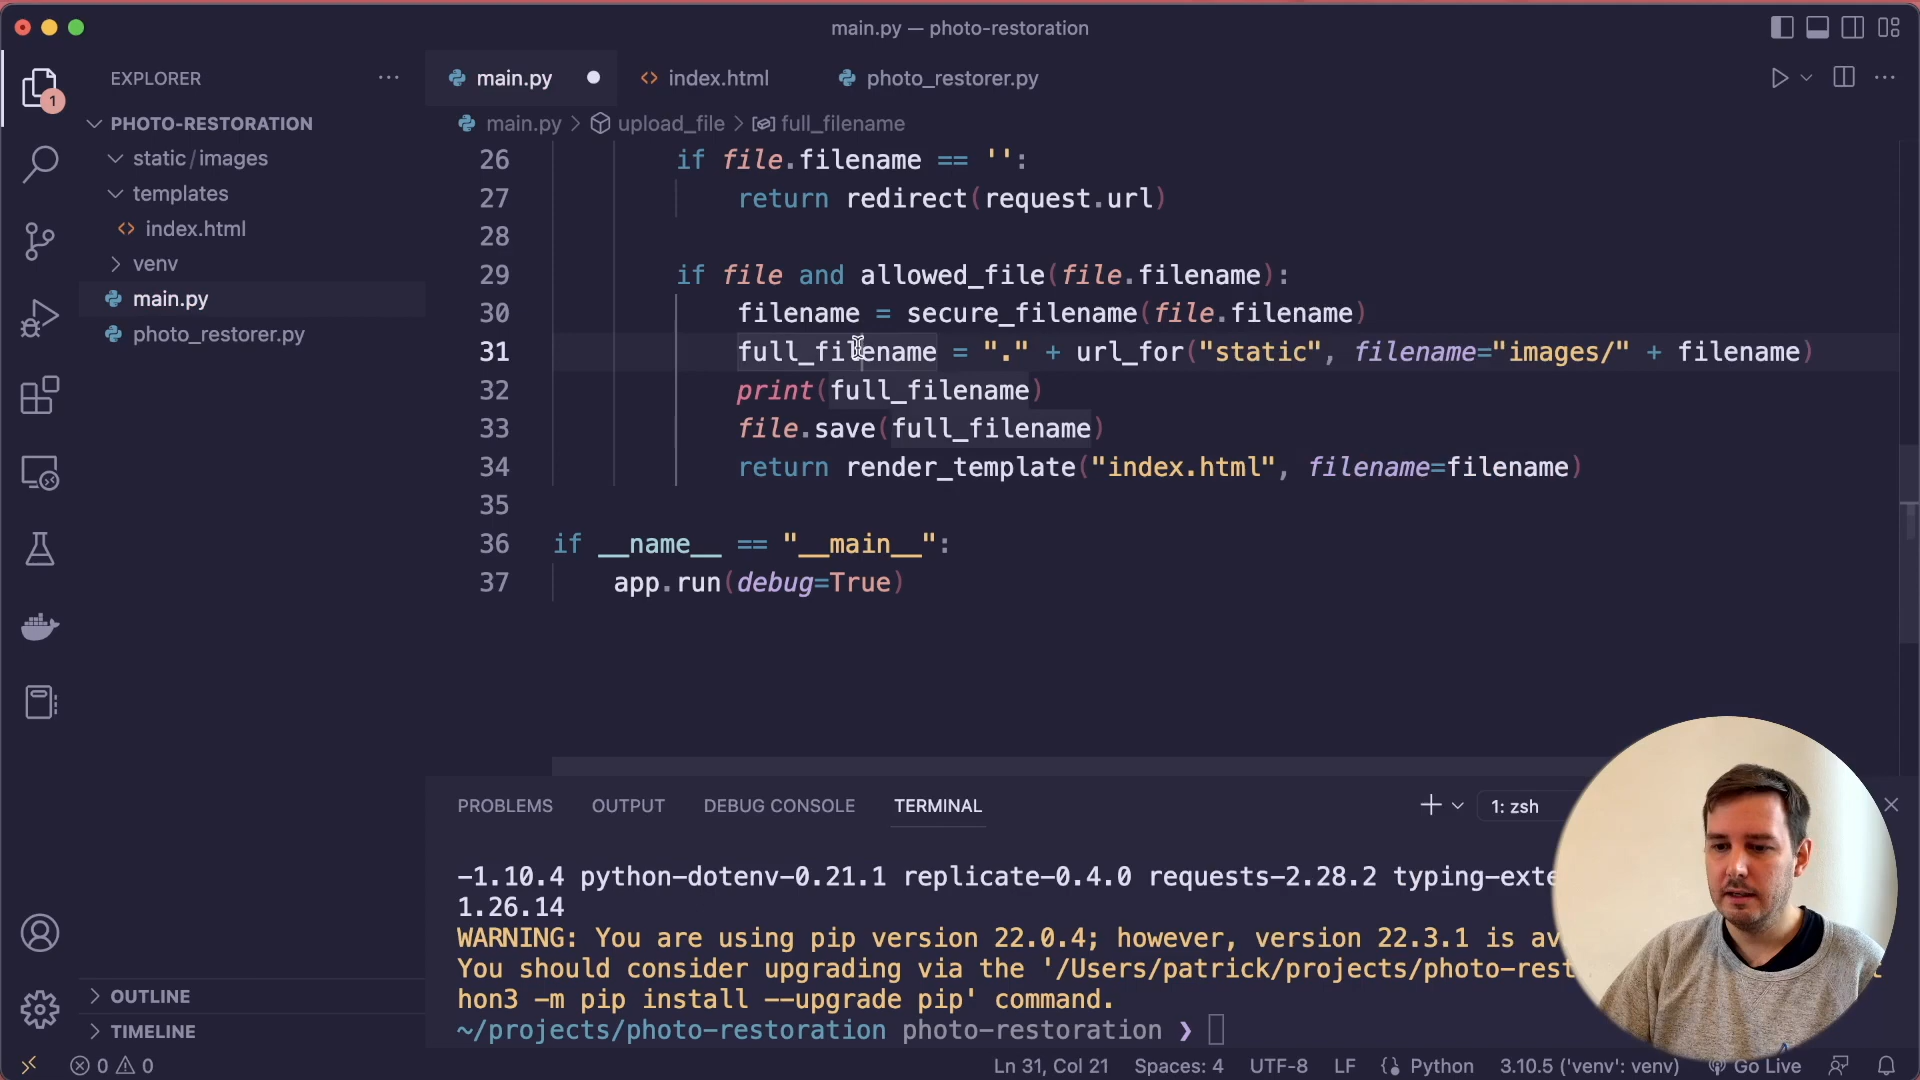 main.py — photo-restoration
EXPLORER
PHOTO-RESTORATION
static/images
templates
index.html
venv
main.py
photo_restorer.py
OUTLINE
TIMELINE
1
main.py
index.html
photo_restorer.py
main.py > upload_file > full_filename
26 if file.filename == '':
27 return redirect(request.url)
28
29 if file and allowed_file(file.filename):
30 filename = secure_filename(file.filename)
31 full_filename = "." + url_for("static", filename="images/" + filename)
32 print(full_filename)
33 file.save(full_filename)
34 return render_template("index.html", filename=filename)
35
36 if __name__ == "__main__":
37 app.run(debug=True)
PROBLEMS OUTPUT DEBUG CONSOLE TERMINAL
1: zsh
-1.10.4 python-dotenv-0.21.1 replicate-0.4.0 requests-2.28.2 typing-exte
1.26.14
WARNING: You are using pip version 22.0.4; however, version 22.3.1 is av
You should consider upgrading via the '/Users/patrick/projects/photo-rest
hon3 -m pip install --upgrade pip' command.
~/projects/photo-restoration photo-restoration ❯
0 0 Ln 31, Col 21 Spaces: 4 UTF-8 LF Python 3.10.5 ('venv': venv) Go Live